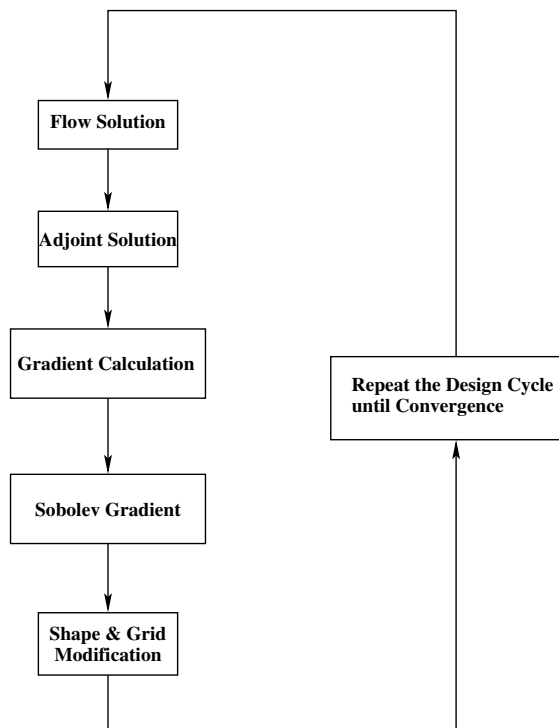 Flow Solution
Adjoint Solution
Gradient Calculation
Sobolev Gradient
Shape & Grid
Modification
Repeat the Design Cycle
until Convergence